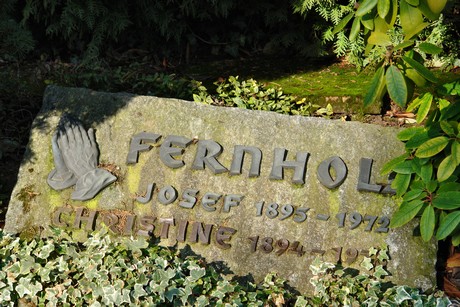 FERNHOLZ
JOSEF 1895-1972
CHRISTINE 1894-